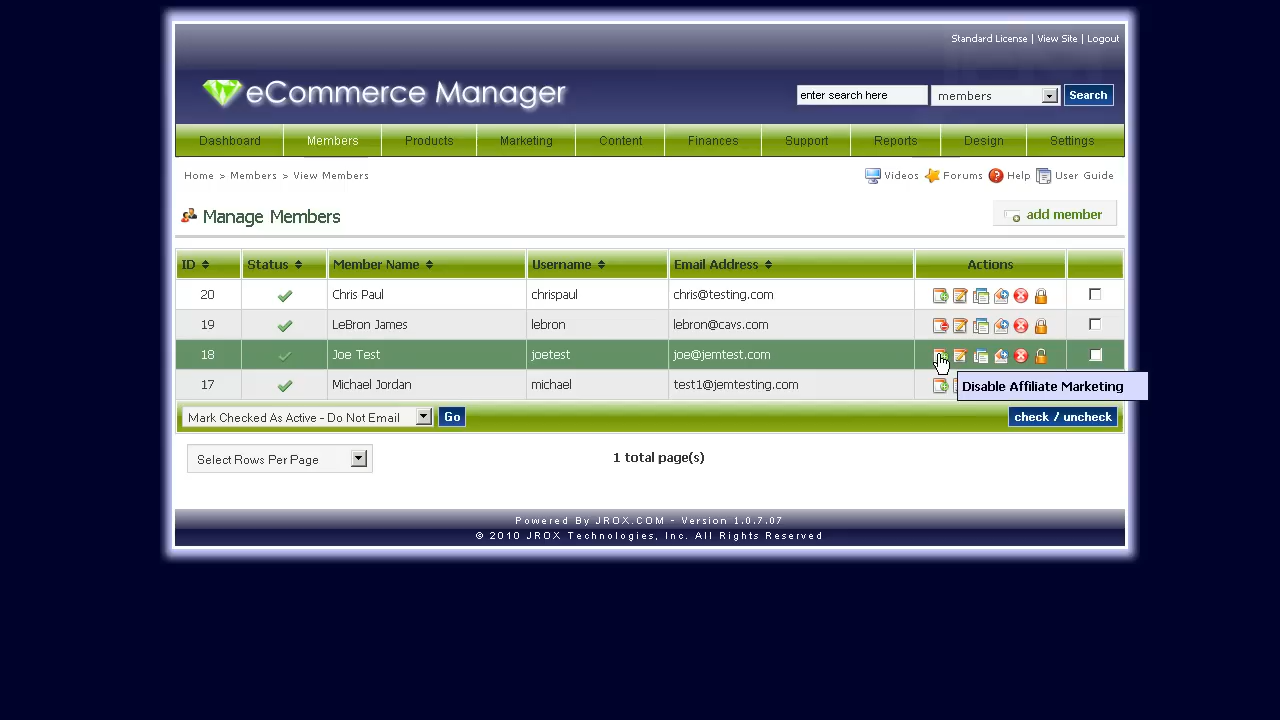 Standard License | View Site | Logout
eCommerce Manager
enter search here members Search
Dashboard Members Products Marketing Content Finances Support Reports Design Settings
Home > Members > View Members Videos Forums Help User Guide
Manage Members add member
ID Status Member Name Username Email Address Actions
20 Chris Paul chrispaul chris@testing.com
19 LeBron James lebron lebron@cavs.com
18 Joe Test joetest joe@jemtest.com
17 Michael Jordan michael test1@jemtesting.com
Disable Affiliate Marketing
Mark Checked As Active - Do Not Email Go check / uncheck
Select Rows Per Page 1 total page(s)
Powered By JROX.COM - Version 1.0.7.07
© 2010 JROX Technologies, Inc. All Rights Reserved